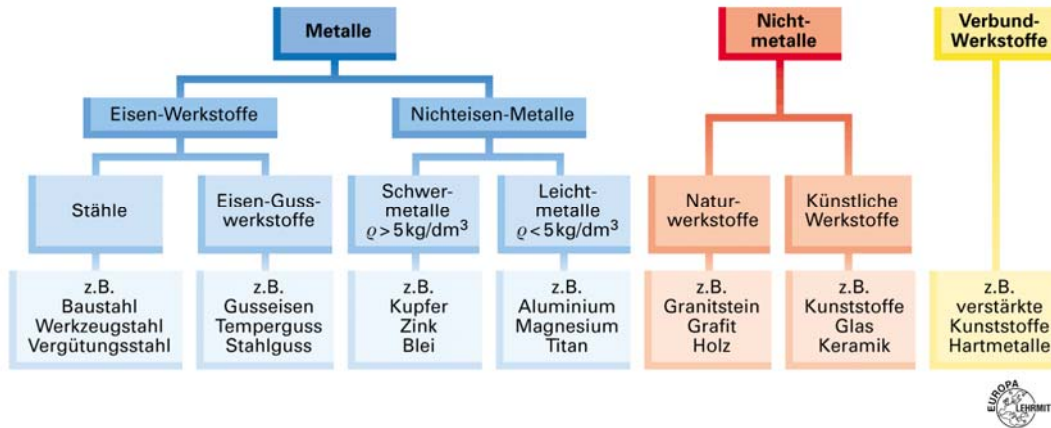 Metalle
Nicht-
metalle
Verbund-
Werkstoffe
Eisen-Werkstoffe
Nichteisen-Metalle
Stähle
Eisen-Guss-
werkstoffe
Schwer-
metalle
ϱ > 5 kg/dm³
Leicht-
metalle
ϱ < 5 kg/dm³
Natur-
werkstoffe
Künstliche
Werkstoffe
z.B.
Baustahl
Werkzeugstahl
Vergütungsstahl
z.B.
Gusseisen
Temperguss
Stahlguss
z.B.
Kupfer
Zink
Blei
z.B.
Aluminium
Magnesium
Titan
z.B.
Granitstein
Grafit
Holz
z.B.
Kunststoffe
Glas
Keramik
z.B.
verstärkte
Kunststoffe
Hartmetalle
EUROPA
LEHRMIT